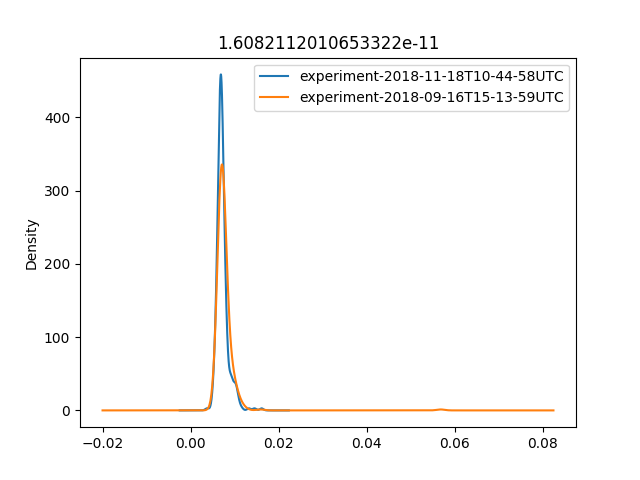 1.6082112010653322e-11
experiment-2018-11-18T10-44-58UTC
experiment-2018-09-16T15-13-59UTC
Density
400
300
200
100
0
−0.02 0.00 0.02 0.04 0.06 0.08